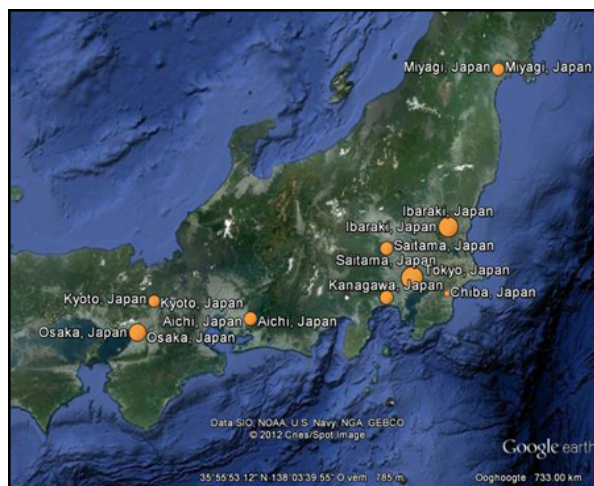 Miyagi, Japan Miyagi, Japan
Ibaraki, Japan
Ibaraki, Japan
Saitama, Japan
Saitama, Japan
Tokyo, Japan
Kanagawa, Japan
Chiba, Japan
Kyoto, Japan Kyoto, Japan
Aichi, Japan Aichi, Japan
Osaka, Japan
Osaka, Japan
Data SIO, NOAA, U.S. Navy, NGA, GEBCO
© 2012 Cnes/Spot Image
Google earth
35°55'53.12" N 138°03'39.55" O verh. 785 m
Ooghoogte 733.00 km